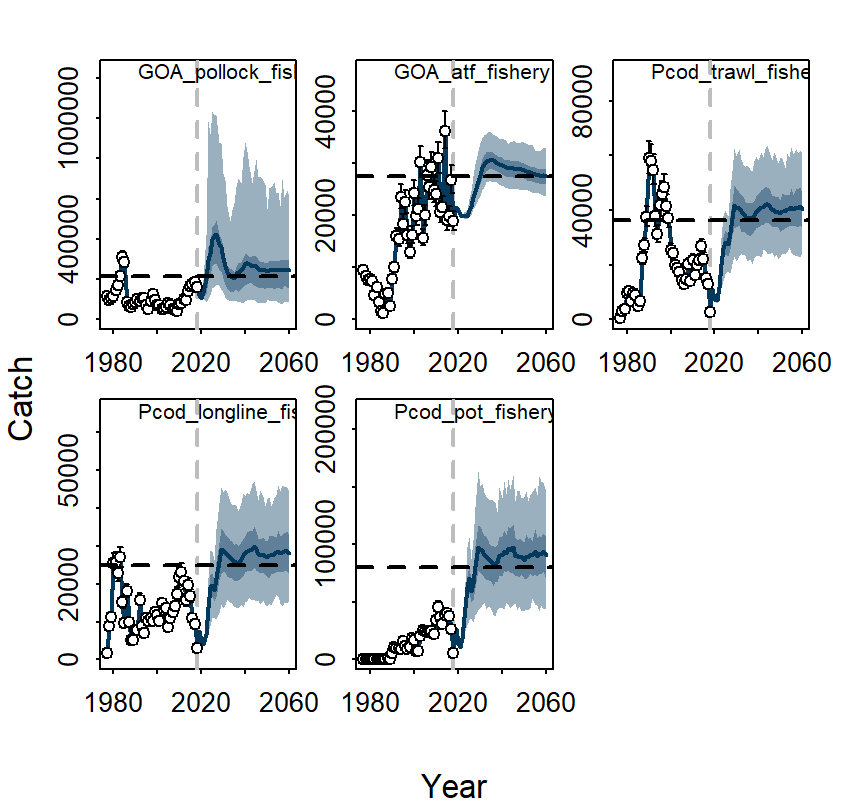 GOA_pollock_fisl
GOA_atf_fishery
Pcod_trawl_fishe
0 400000 1000000
0 20000 40000
0 40000 80000
1980 2020 2060
1980 2020 2060
1980 2020 2060
Catch
Pcod_longline_fis
Pcod_pot_fishery
0 20000 50000
0 100000 200000
1980 2020 2060
1980 2020 2060
Year